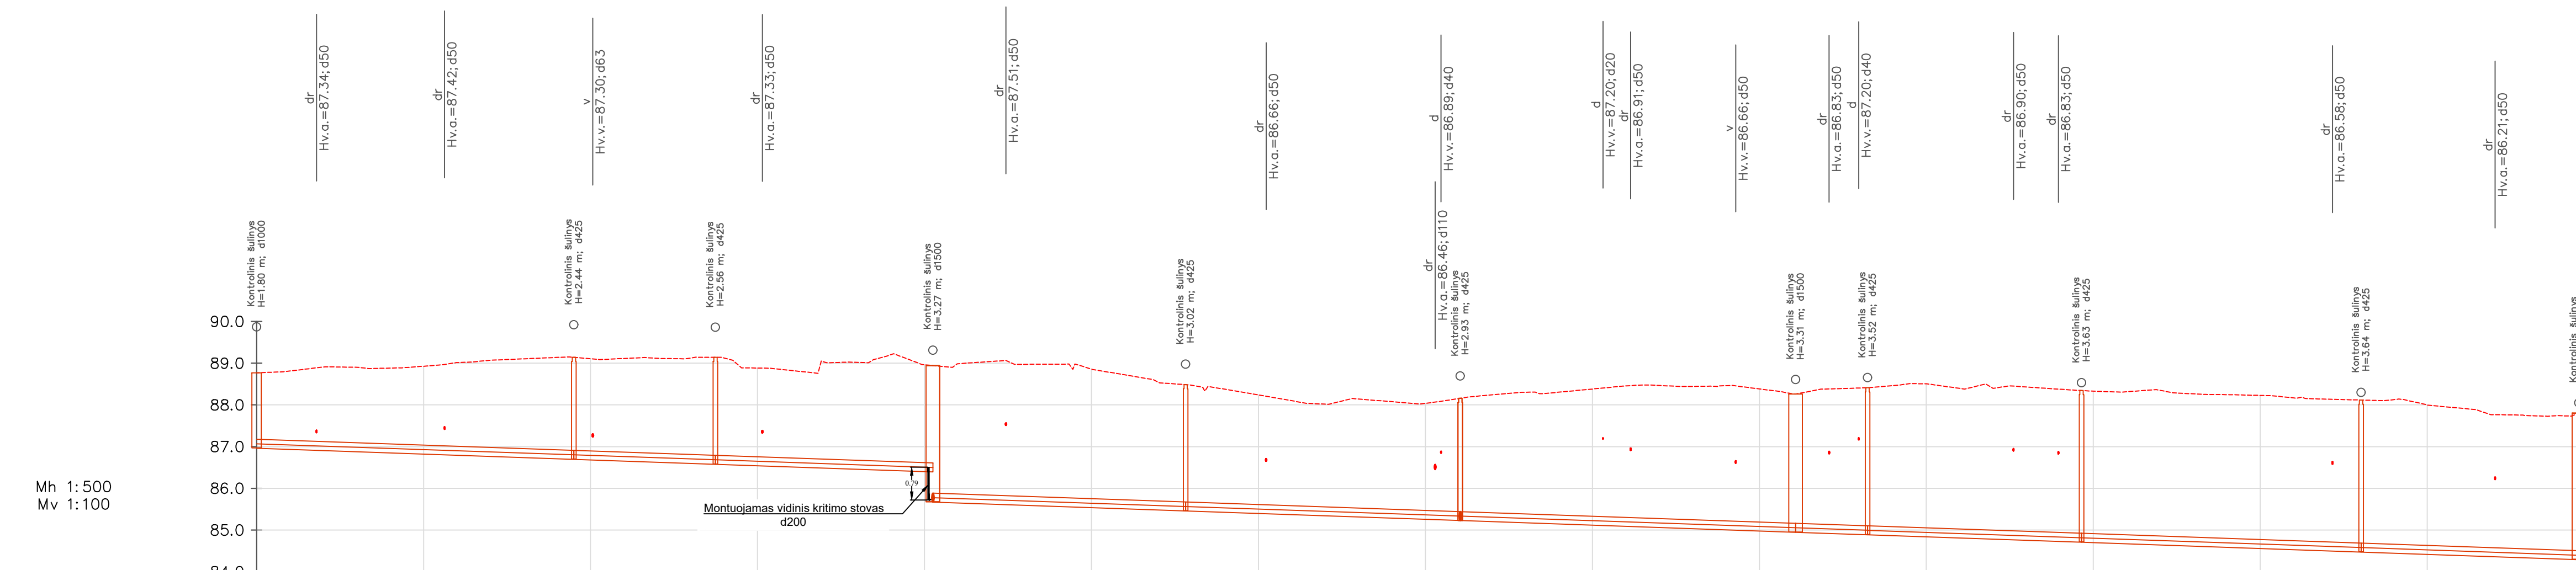 dr
Hv.a.=87.34; d50
dr
Hv.a.=87.42; d50
v
Hv.v.=87.30; d63
dr
Hv.a.=87.33; d50
dr
Hv.a.=87.51; d50
dr
Hv.a.=86.66; d50
d
Hv.v.=86.89; d40
dr
Hv.a.=86.46; d110
d
Hv.v.=87.20; d20
dr
Hv.a.=86.91; d50
v
Hv.v.=86.66; d50
dr
Hv.a.=86.83; d50
d
Hv.v.=87.20; d40
dr
Hv.a.=86.90; d50
dr
Hv.a.=86.83; d50
dr
Hv.a.=86.58; d50
dr
Hv.a.=86.21; d50
Kontrolinis šulinys
H=1.80 m; d1000
Kontrolinis šulinys
H=2.44 m; d425
Kontrolinis šulinys
H=2.56 m; d425
Kontrolinis šulinys
H=3.27 m; d1500
Kontrolinis šulinys
H=3.02 m; d425
Kontrolinis šulinys
H=2.93 m; d425
Kontrolinis šulinys
H=3.31 m; d1500
Kontrolinis šulinys
H=3.52 m; d425
Kontrolinis šulinys
H=3.63 m; d425
Kontrolinis šulinys
H=3.64 m; d425
Kontrolinis šulinys
90.0
89.0
88.0
87.0
86.0
85.0
84.0
Mh 1:500
Mv 1:100
0.79
Montuojamas vidinis kritimo stovas
d200